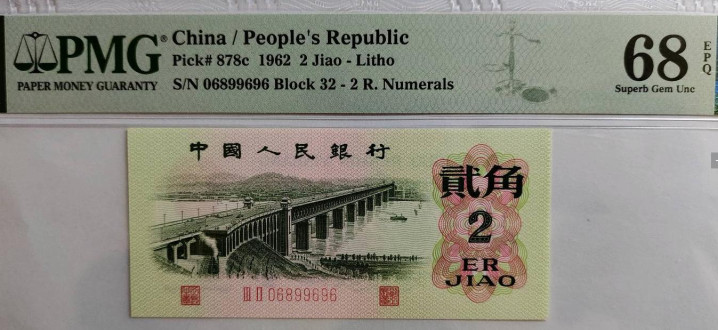 PMG®
PAPER MONEY GUARANTY
China / People's Republic
Pick# 878c 1962 2 Jiao - Litho
S/N 06899696 Block 32 - 2 R. Numerals
68
EPQ
Superb Gem Unc
中國人民銀行
貳角
2
ER
JIAO
III II 06899696